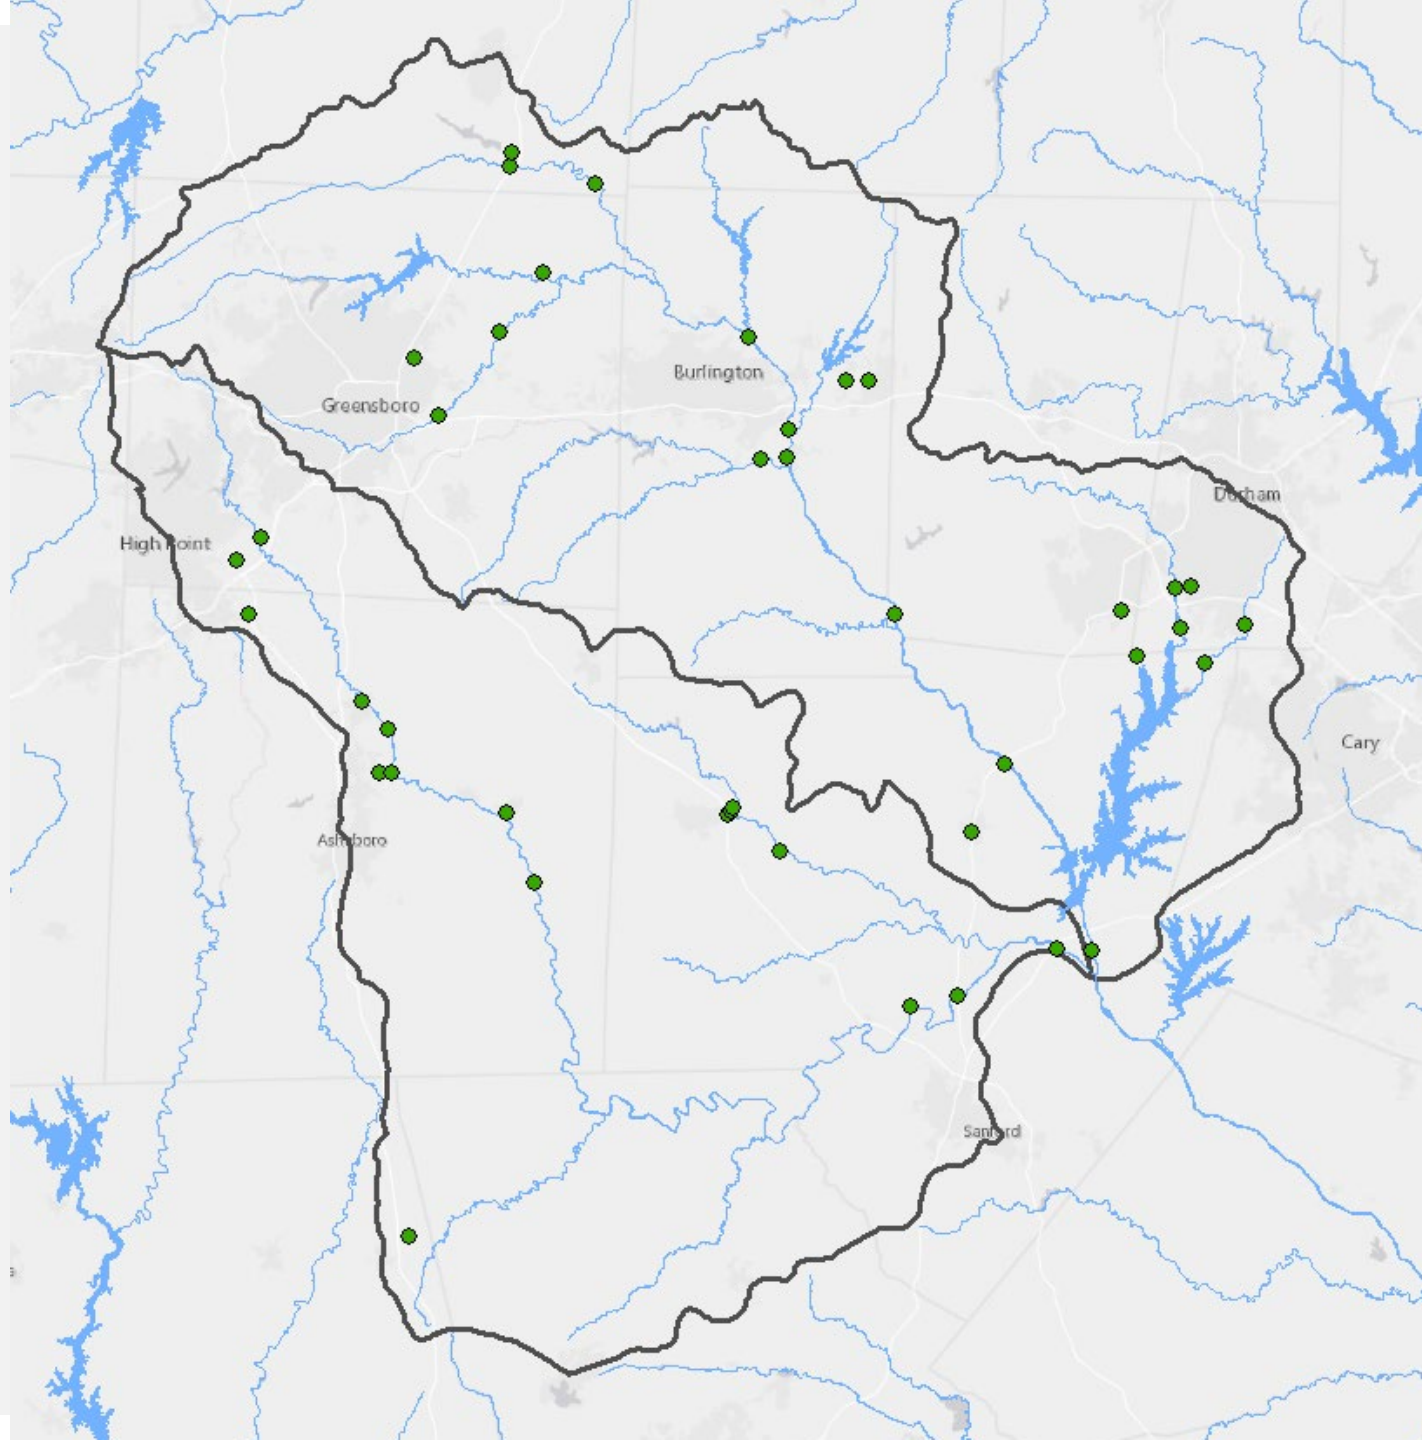 Burlington
Greensboro
Durham
High Point
Cary
Asheboro
Sanford